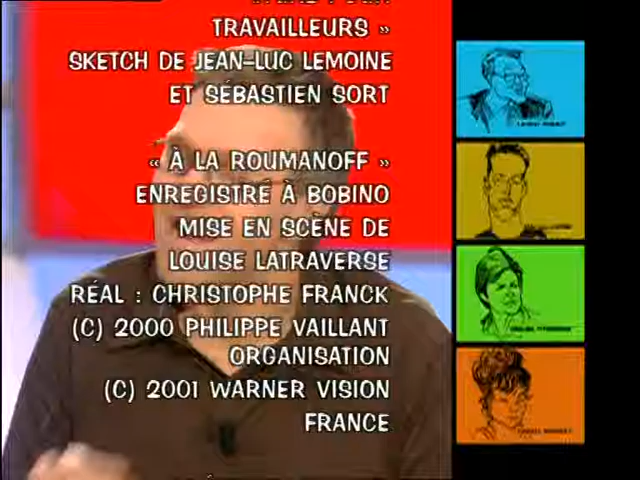 TRAVAILLEURS »
SKETCH DE JEAN-LUC LEMOINE
ET SÉBASTIEN SORT
« À LA ROUMANOFF »
ENREGISTRÉ À BOBINO
MISE EN SCÈNE DE
LOUISE LATRAVERSE
RÉAL : CHRISTOPHE FRANCK
(C) 2000 PHILIPPE VAILLANT
ORGANISATION
(C) 2001 WARNER VISION
FRANCE